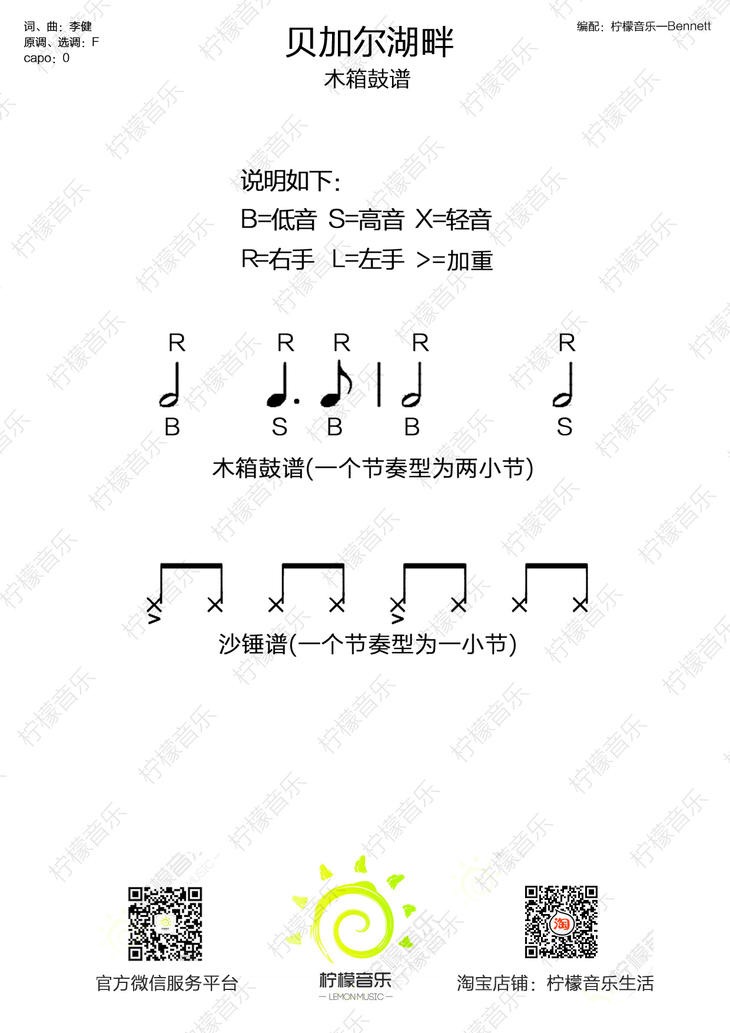 词、曲：李健
原调、选调：F
capo：0
编配：柠檬音乐—Bennett
贝加尔湖畔
木箱鼓谱
说明如下：
B=低音 S=高音 X=轻音
R=右手 L=左手 >=加重
R R R R R
B S B B S
木箱鼓谱(一个节奏型为两小节)
沙锤谱(一个节奏型为一小节)
官方微信服务平台
柠檬音乐
— LEMON MUSIC —
淘
淘宝店铺：柠檬音乐生活